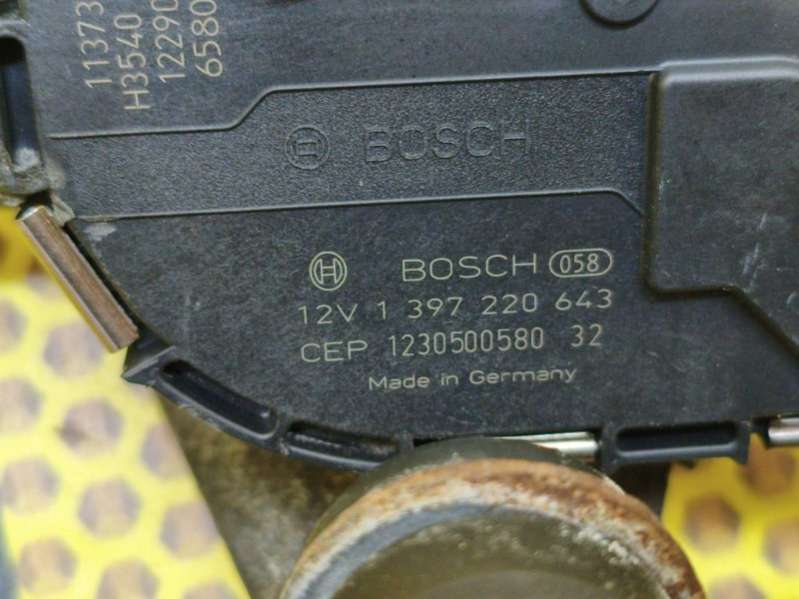 11373
H3540
12290
6580
BOSCH
BOSCH 058
12V 1 397 220 643
CEP 1230500580 32
Made in Germany